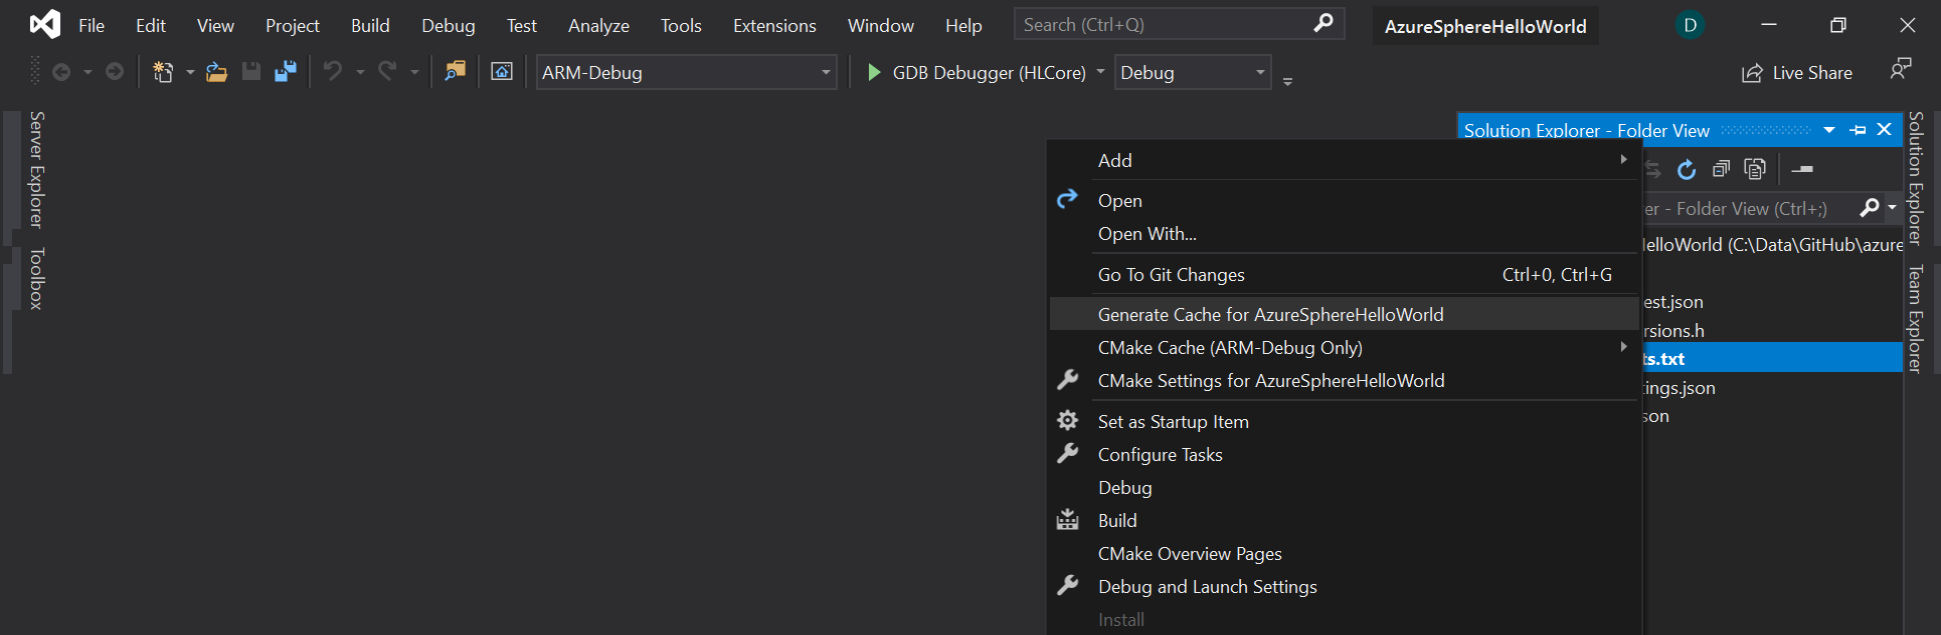 File Edit View Project Build Debug Test Analyze Tools Extensions Window Help Search (Ctrl+Q) AzureSphereHelloWorld D
ARM-Debug GDB Debugger (HLCore) Debug Live Share
Server Explorer
Toolbox
Solution Explorer - Folder View
er - Folder View (Ctrl+;)
elloWorld (C:\Data\GitHub\azure
est.json
rsions.h
ts.txt
ings.json
son
Add
Open
Open With...
Go To Git Changes Ctrl+0, Ctrl+G
Generate Cache for AzureSphereHelloWorld
CMake Cache (ARM-Debug Only)
CMake Settings for AzureSphereHelloWorld
Set as Startup Item
Configure Tasks
Debug
Build
CMake Overview Pages
Debug and Launch Settings
Install
Solution Explorer
Team Explorer